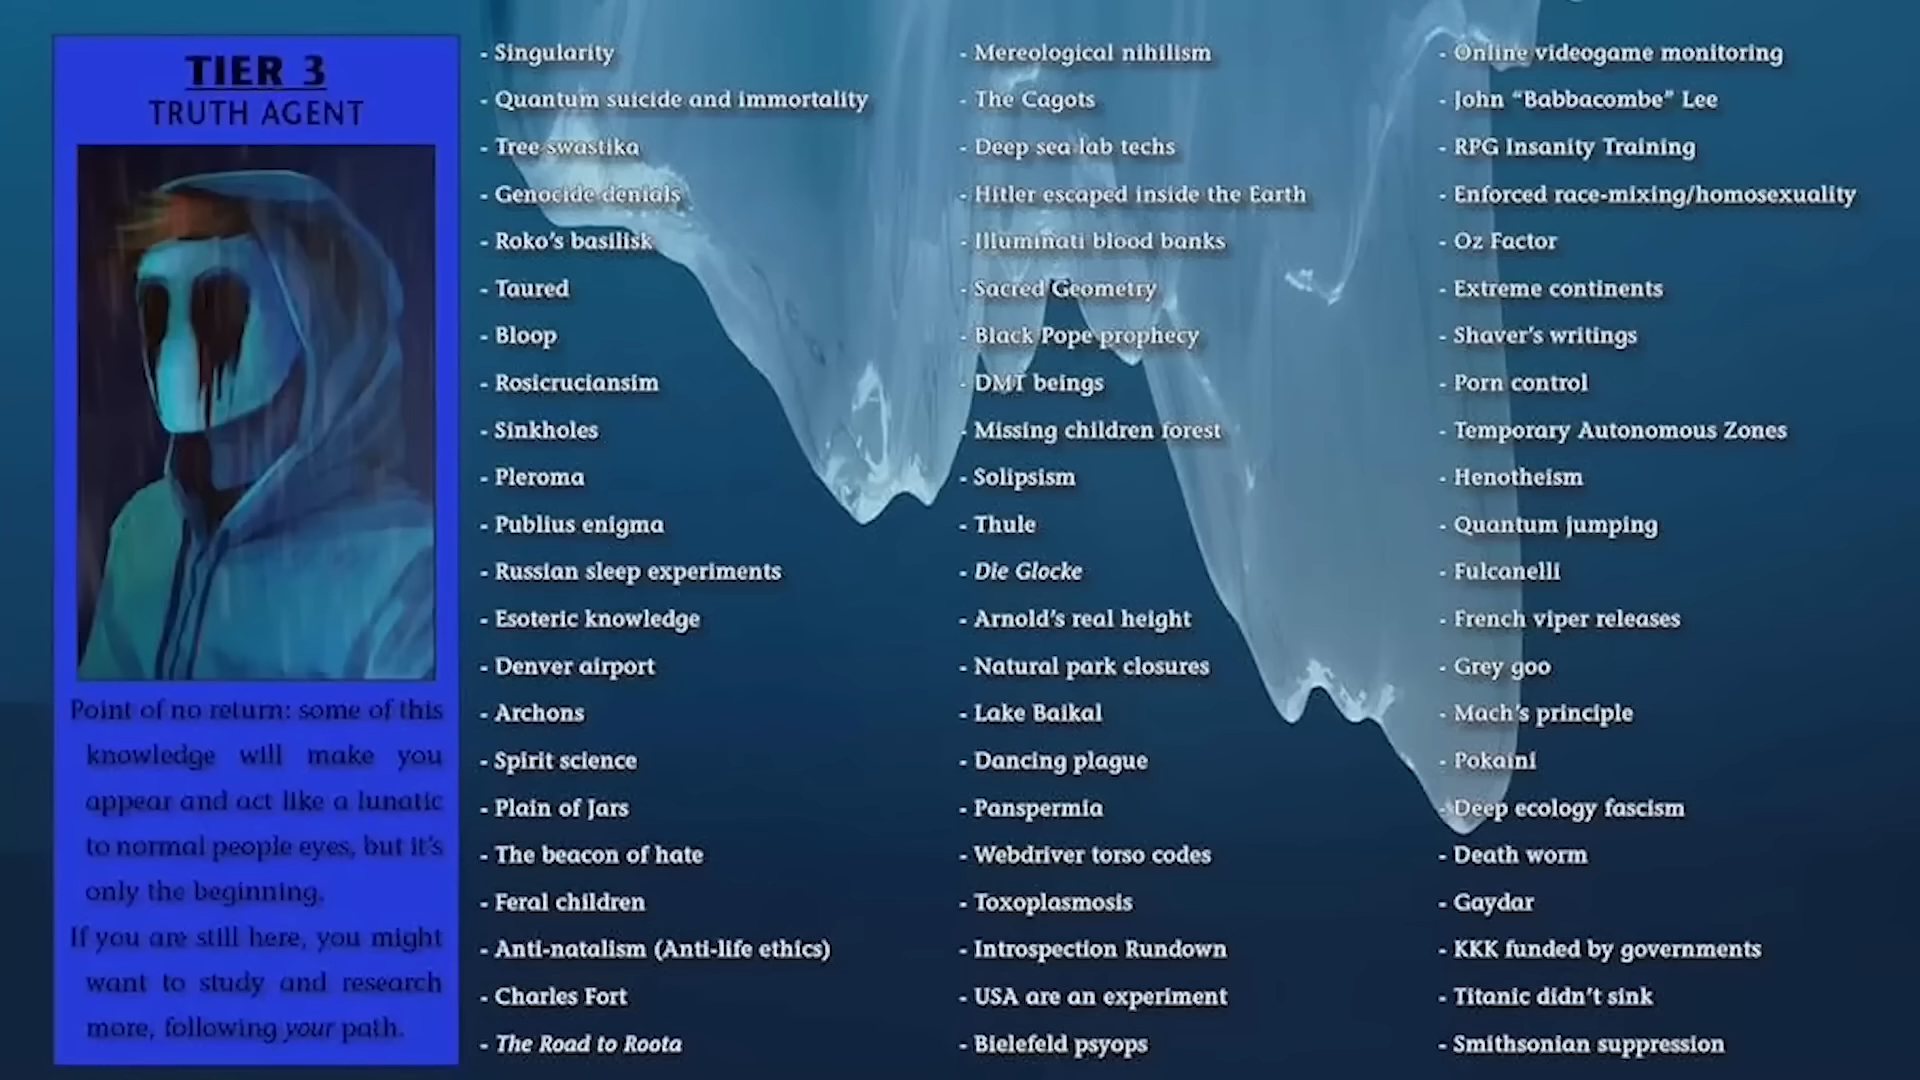 TIER 3
TRUTH AGENT
Point of no return: some of this
knowledge will make you
appear and act like a lunatic
to normal people eyes, but it's
only the beginning.
If you are still here, you might
want to study and research
more, following your path.
- Singularity
- Quantum suicide and immortality
- Tree swastika
- Genocide denials
- Roko's basilisk
- Taured
- Bloop
- Rosicruciansim
- Sinkholes
- Pleroma
- Publius enigma
- Russian sleep experiments
- Esoteric knowledge
- Denver airport
- Archons
- Spirit science
- Plain of Jars
- The beacon of hate
- Feral children
- Anti-natalism (Anti-life ethics)
- Charles Fort
- The Road to Roota
- Mereological nihilism
- The Cagots
- Deep sea lab techs
- Hitler escaped inside the Earth
- Illuminati blood banks
- Sacred Geometry
- Black Pope prophecy
- DMT beings
- Missing children forest
- Solipsism
- Thule
- Die Glocke
- Arnold's real height
- Natural park closures
- Lake Baikal
- Dancing plague
- Panspermia
- Webdriver torso codes
- Toxoplasmosis
- Introspection Rundown
- USA are an experiment
- Bielefeld psyops
- Online videogame monitoring
- John "Babbacombe" Lee
- RPG Insanity Training
- Enforced race-mixing/homosexuality
- Oz Factor
- Extreme continents
- Shaver's writings
- Porn control
- Temporary Autonomous Zones
- Henotheism
- Quantum jumping
- Fulcanelli
- French viper releases
- Grey goo
- Mach's principle
- Pokaini
- Deep ecology fascism
- Death worm
- Gaydar
- KKK funded by governments
- Titanic didn't sink
- Smithsonian suppression